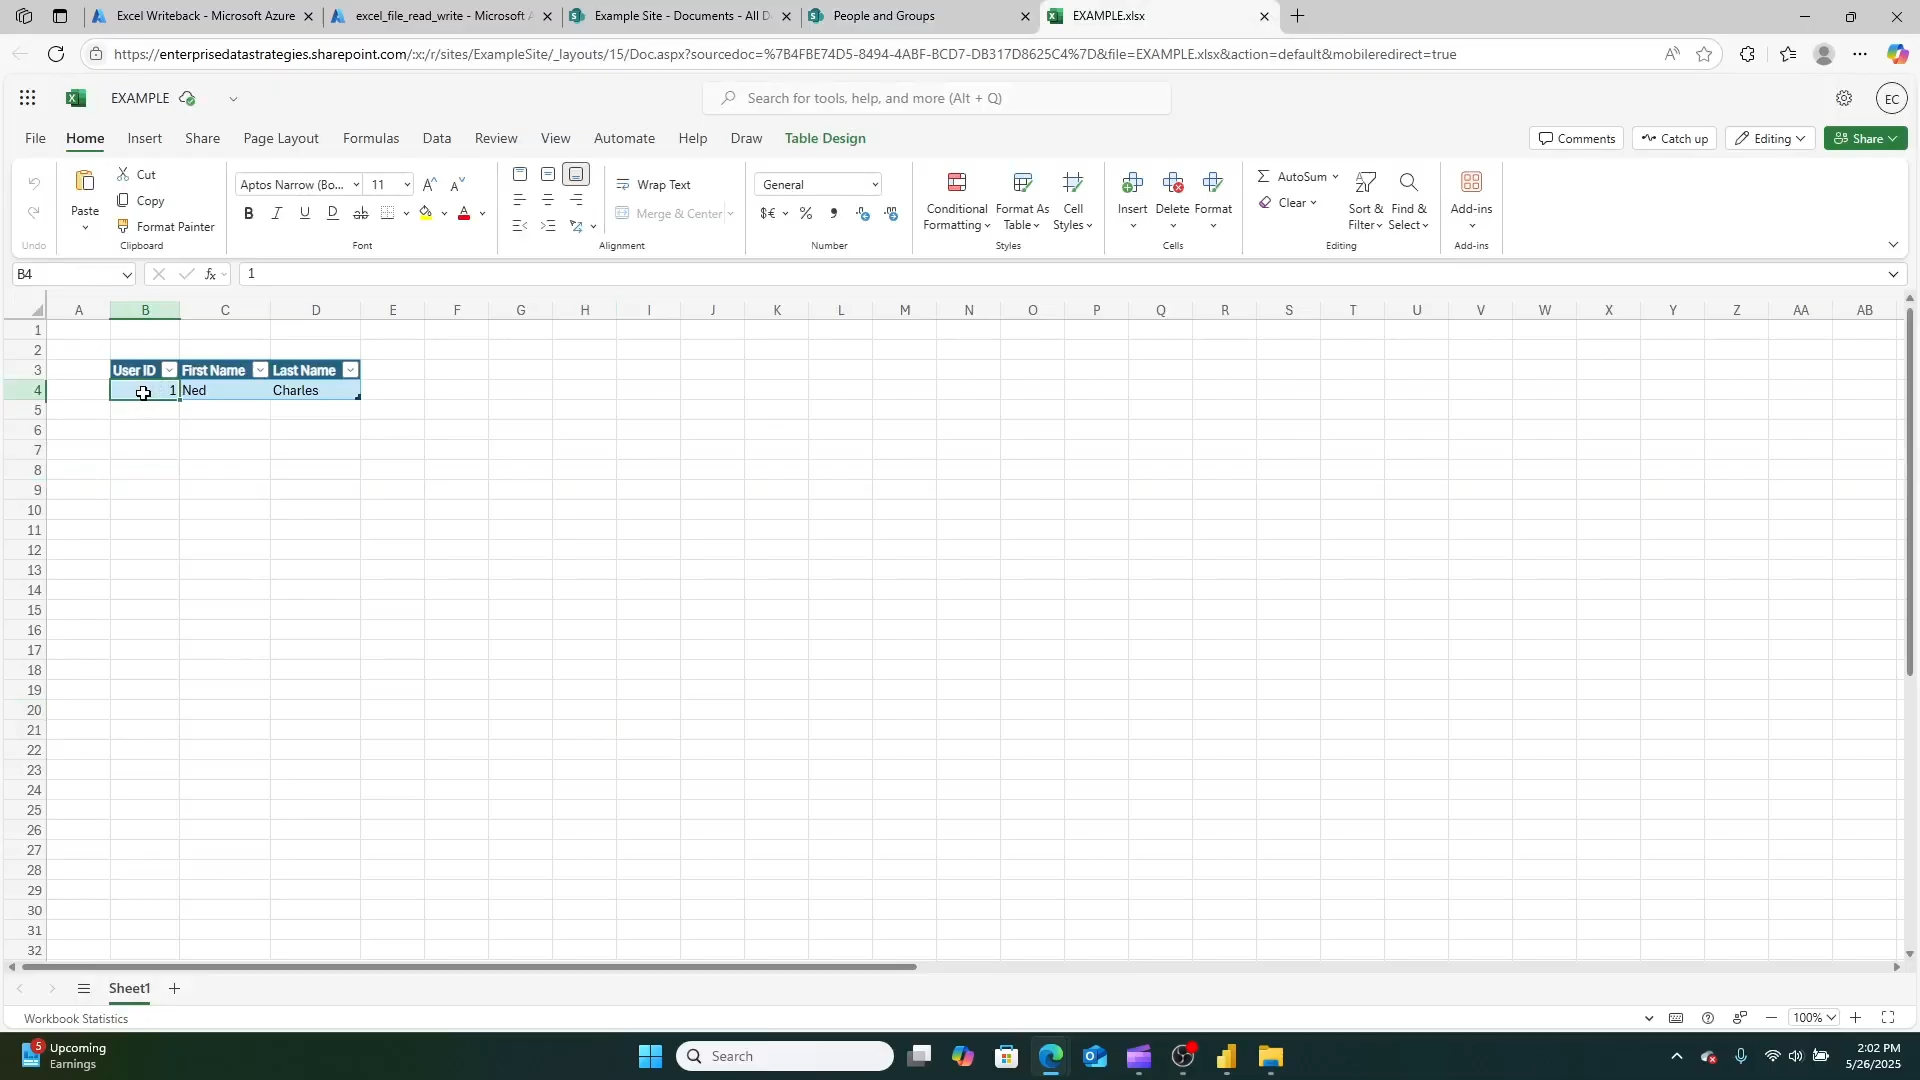 Excel Writeback - Microsoft Azure
excel_file_read_write - Microsoft A
Example Site - Documents - All D
People and Groups
EXAMPLE.xlsx
https://enterprisedatastrategies.sharepoint.com/:x:/r/sites/ExampleSite/_layouts/15/Doc.aspx?sourcedoc=%7B4FBE74D5-8494-4ABF-BCD7-DB317D8625C4%7D&file=EXAMPLE.xlsx&action=default&mobileredirect=true
EXAMPLE
Search for tools, help, and more (Alt + Q)
EC
File Home Insert Share Page Layout Formulas Data Review View Automate Help Draw Table Design
Comments Catch up Editing Share
Cut
Copy
Format Painter
Paste
Undo
Clipboard
Aptos Narrow (Bo... 11
B I U D ab A
Font
Wrap Text
Merge & Center
Alignment
General
$€ % 9
Number
Conditional Formatting
Format As Table
Cell Styles
Styles
Insert Delete Format
Cells
AutoSum
Clear
Sort & Filter
Find & Select
Editing
Add-ins
Add-ins
B4
fx
1
A B C D E F G H I J K L M N O P Q R S T U V W X Y Z AA AB
1
2
3 User ID First Name Last Name
4 1 Ned Charles
5
6
7
8
9
10
11
12
13
14
15
16
17
18
19
20
21
22
23
24
25
26
27
28
29
30
31
32
Sheet1
Workbook Statistics
100%
5
Upcoming
Earnings
Search
2:02 PM
5/26/2025